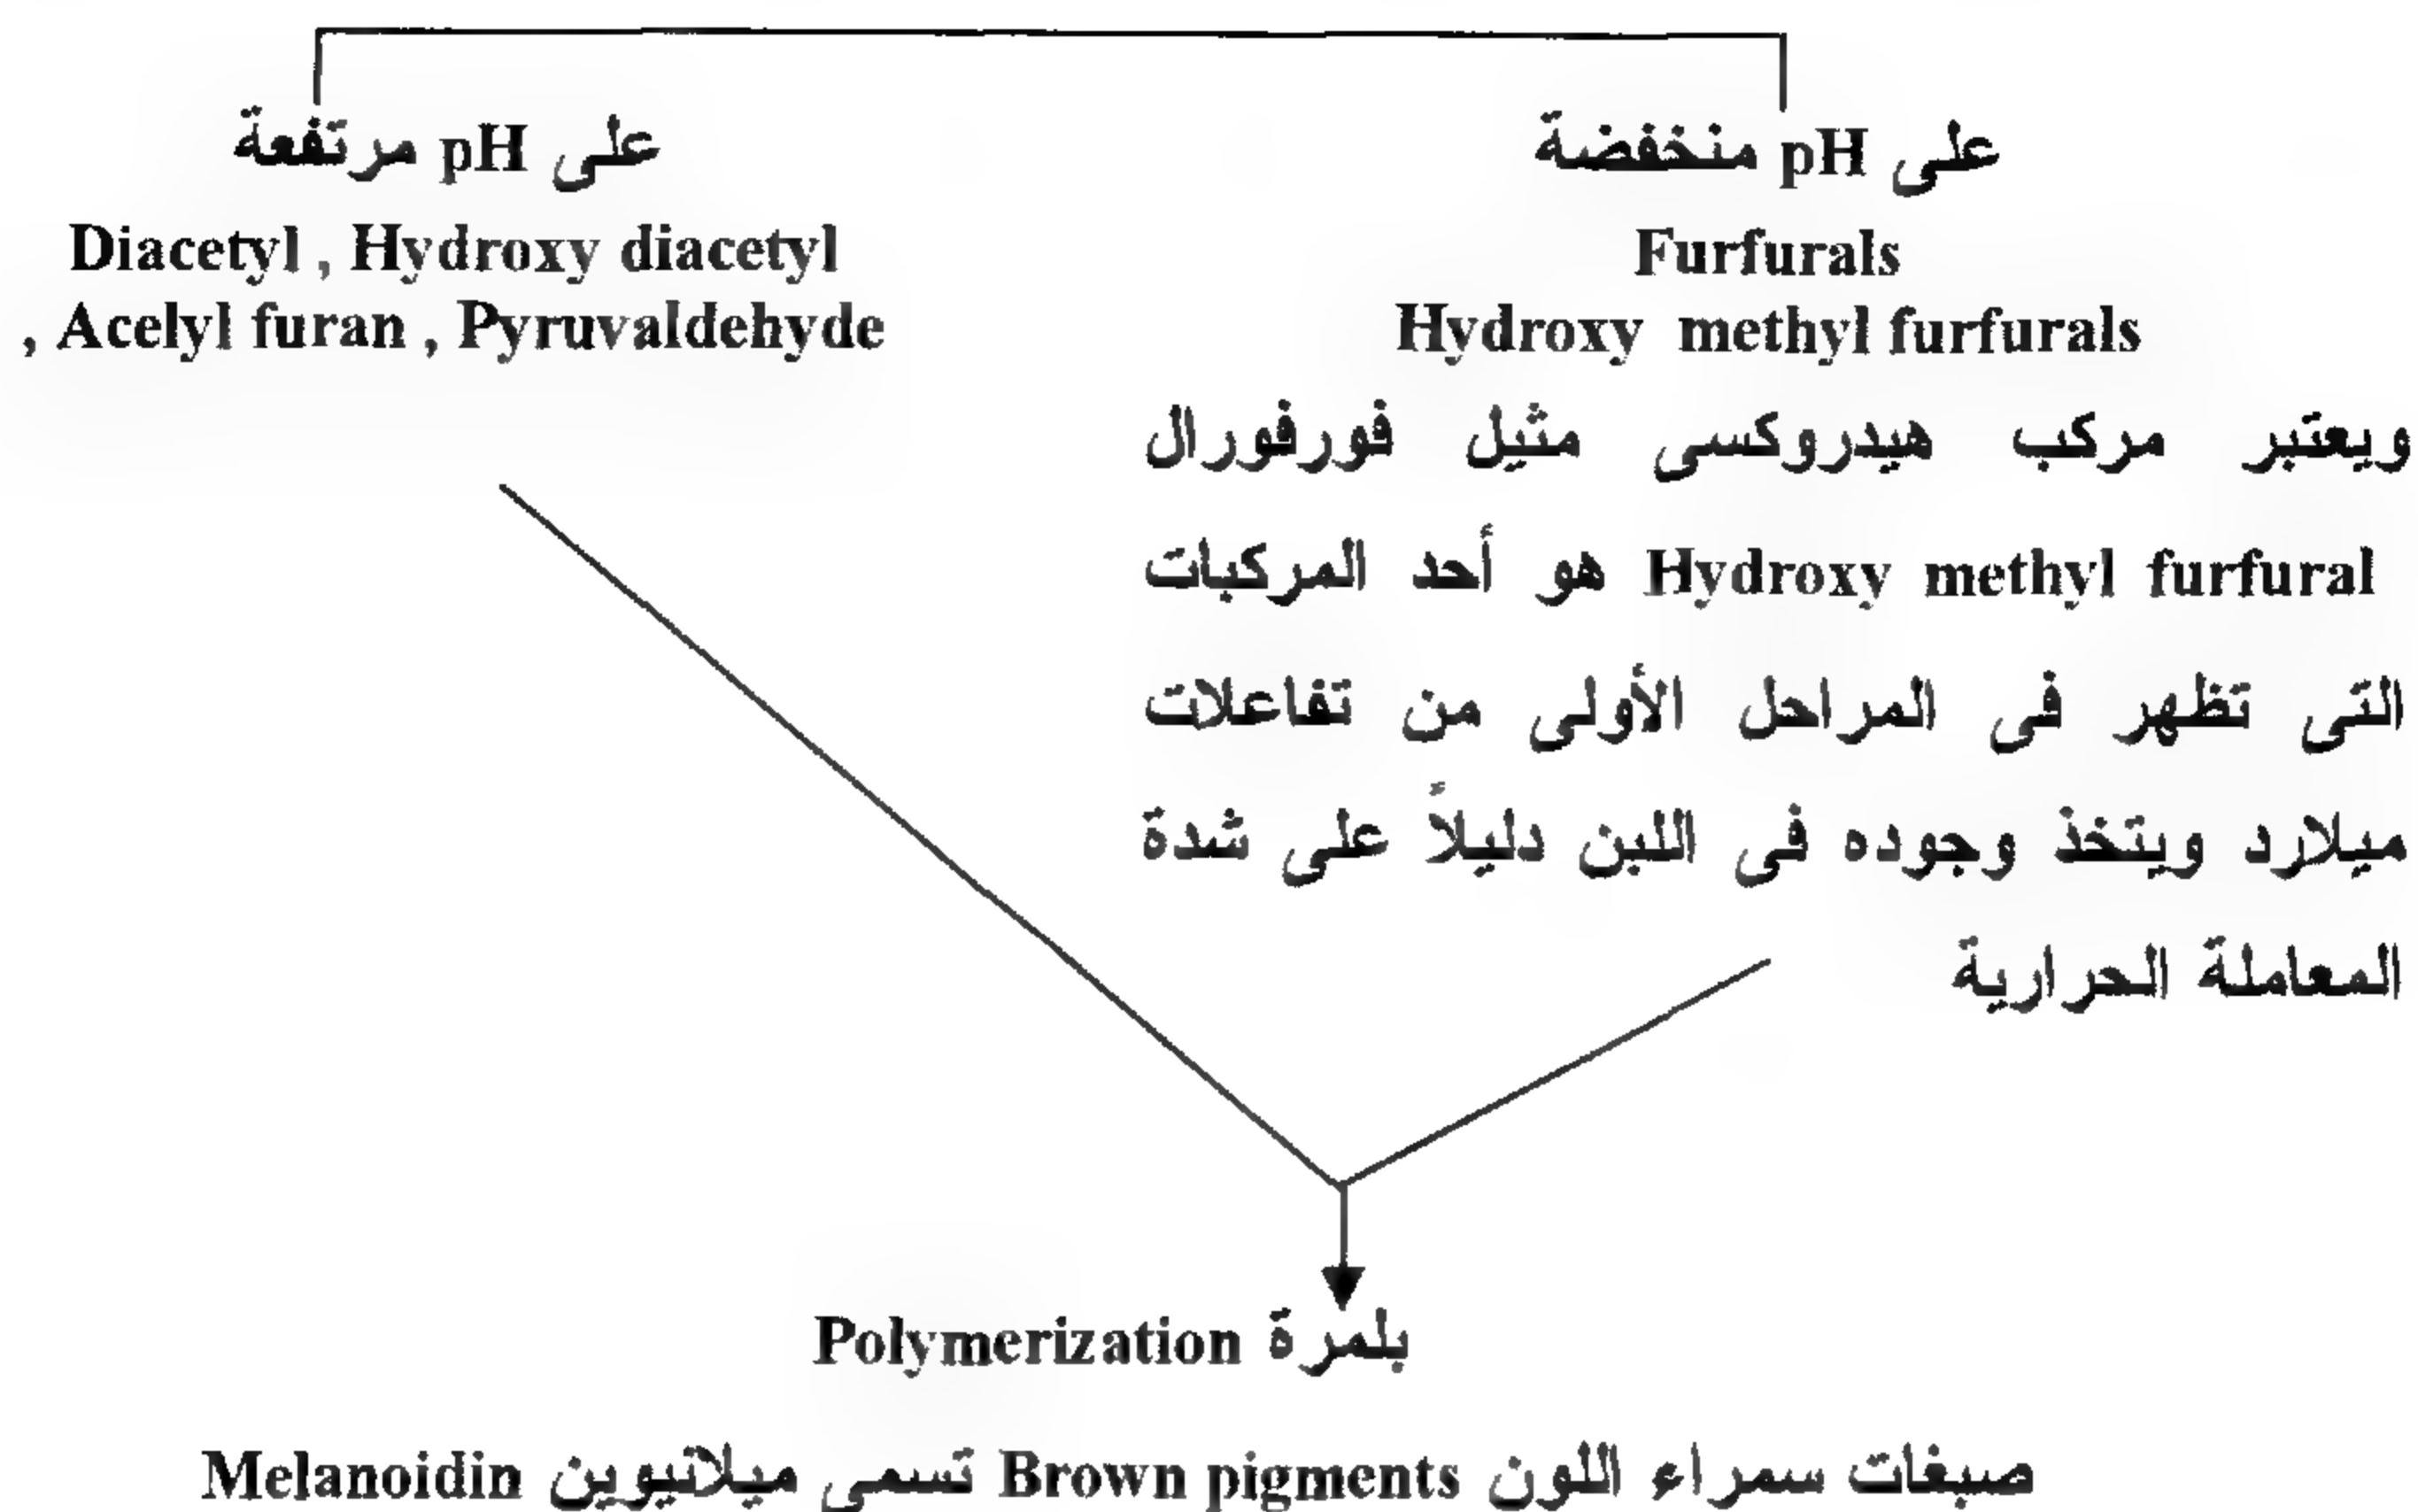 على pH منخفضة
Furfurals
Hydroxy methyl furfurals
ويعتبر مركب هيدروكسى مثيل فورفورال
Hydroxy methyl furfural هو أحد المركبات
التى تظهر فى المراحل الأولى من تفاعلات
ميلارد ويتخذ وجوده فى اللبن دليلاً على شدة
المعاملة الحرارية
على pH مرتفعة
Diacetyl , Hydroxy diacetyl
, Acelyl furan , Pyruvaldehyde
بلمرة Polymerization
صبغات سمراء اللون Brown pigments تسمى ميلانيوين Melanoidin